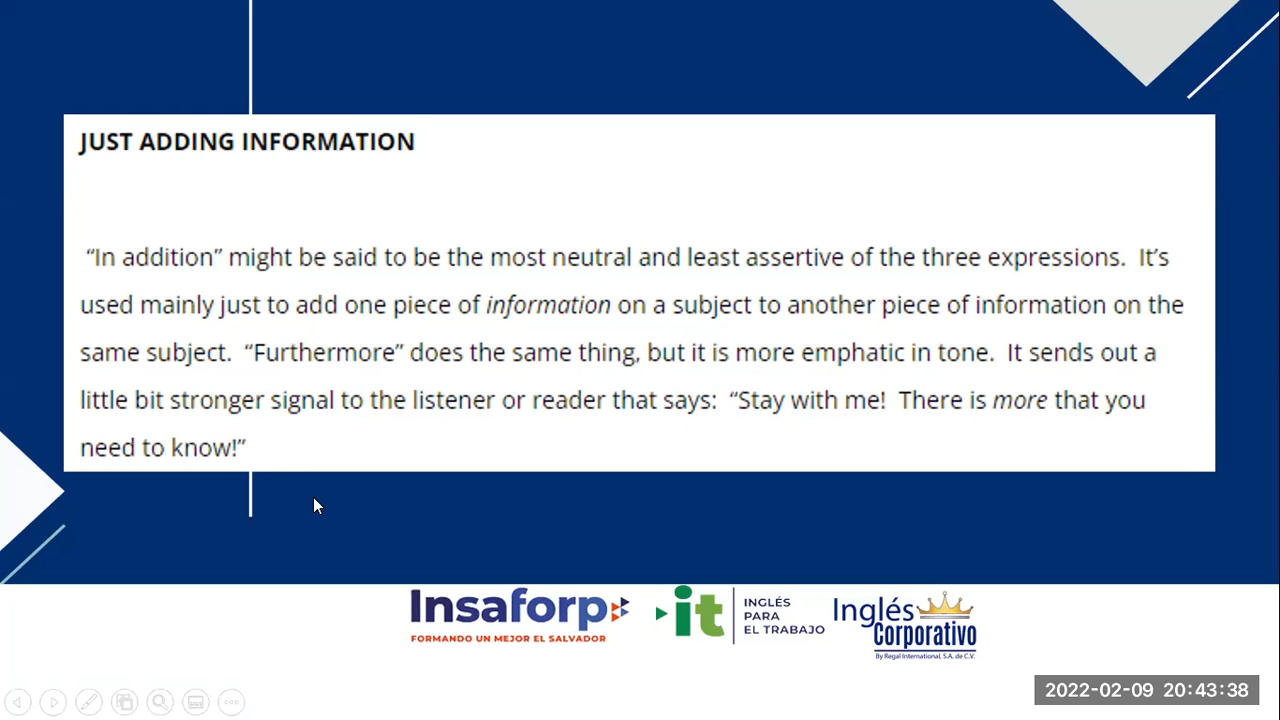 JUST ADDING INFORMATION
“In addition” might be said to be the most neutral and least assertive of the three expressions.  It’s
used mainly just to add one piece of information on a subject to another piece of information on the
same subject.  “Furthermore” does the same thing, but it is more emphatic in tone.  It sends out a
little bit stronger signal to the listener or reader that says:  “Stay with me!  There is more that you
need to know!”
Insaforp
FORMANDO UN MEJOR EL SALVADOR
it
INGLÉS
PARA
EL TRABAJO
Inglés
Corporativo
By Regal International, S.A. de C.V.
2022-02-09 20:43:38